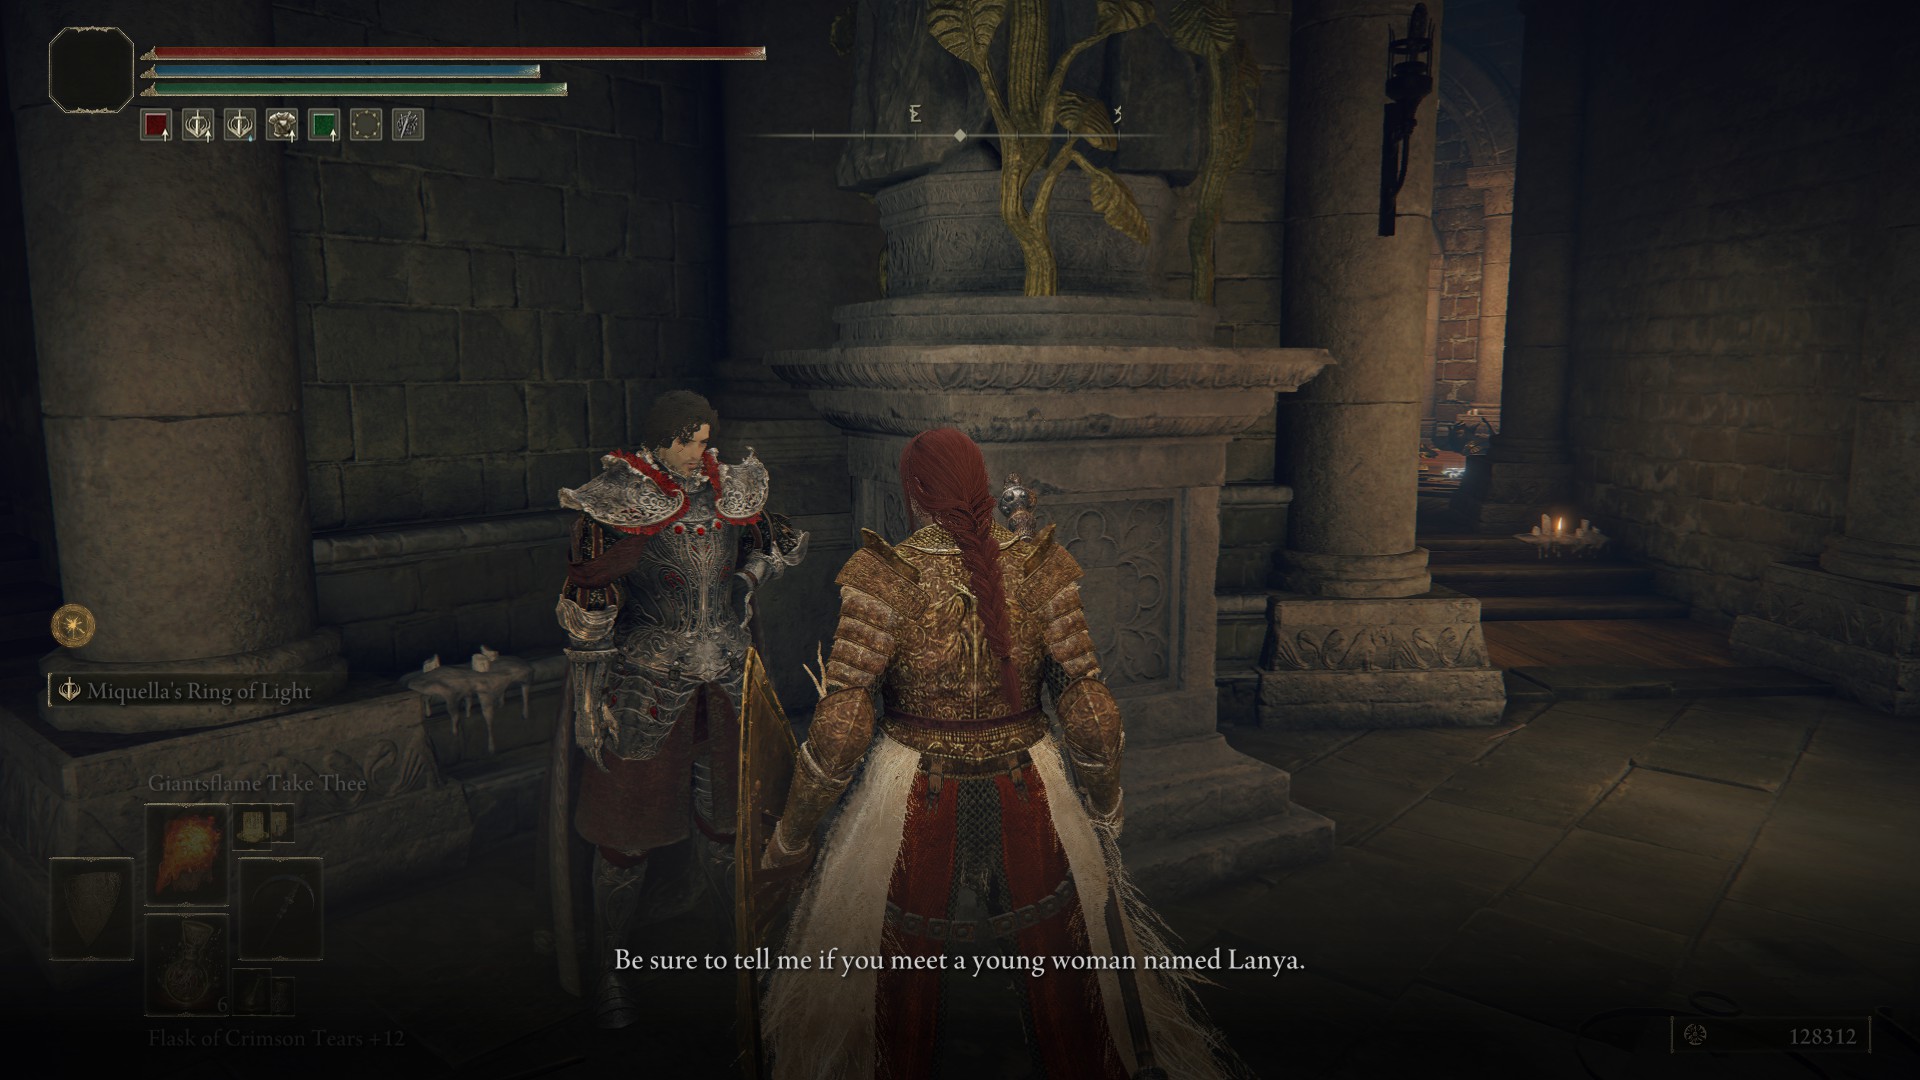 E
S
Miquella's Ring of Light
Giantsflame Take Thee
6
Flask of Crimson Tears +12
Be sure to tell me if you meet a young woman named Lanya.
128312